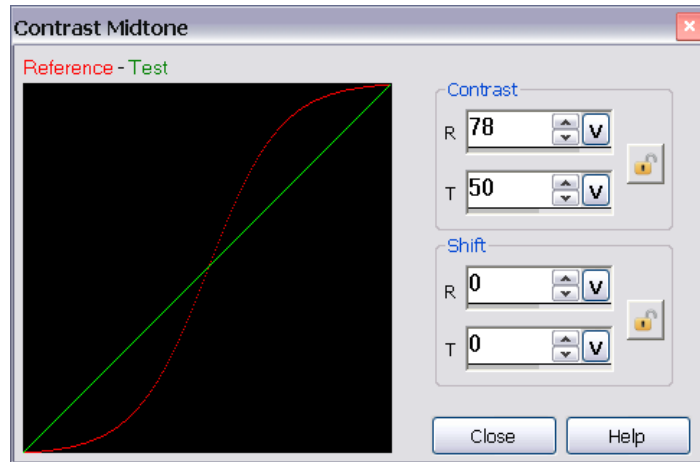 Contrast Midtone
Reference - Test
Contrast
R 78 V
T 50 V
Shift
R 0 V
T 0 V
Close Help